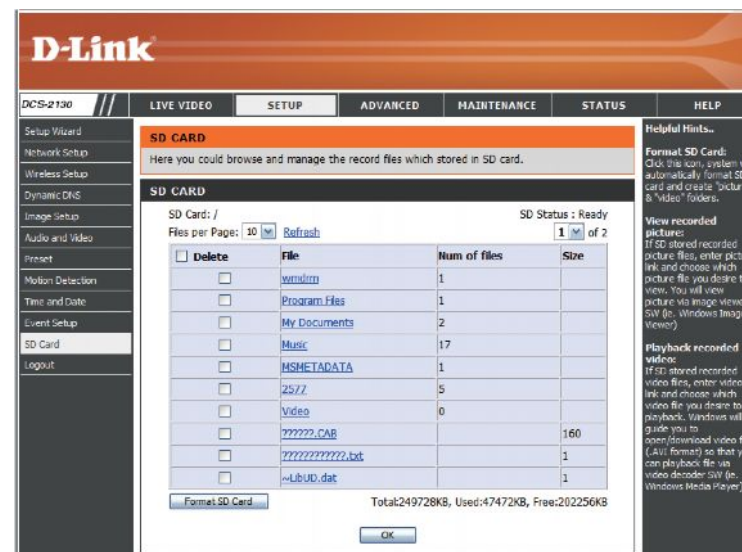 D-Link
DCS-2130
LIVE VIDEO SETUP ADVANCED MAINTENANCE STATUS HELP
Setup Wizard
Network Setup
Wireless Setup
Dynamic DNS
Image Setup
Audio and Video
Preset
Motion Detection
Time and Date
Event Setup
SD Card
Logout
SD CARD
Here you could browse and manage the record files which stored in SD card.
SD CARD
SD Card: / SD Status : Ready
Files per Page: 10 Refresh 1 of 2
Delete File Num of files Size
wmdrm 1
Program Files 1
My Documents 2
Music 17
MSMETADATA 1
2577 5
Video 0
??????.CAB 160
????????????.txt 1
~LibUD.dat 1
Format SD Card Total:249728KB, Used:47472KB, Free:202256KB
OK
Helpful Hints..
Format SD Card:
Click this icon, system
automatically format
card and create
& "video" folders.
View recorded
picture:
If SD stored recorded
picture files, enter
link and choose which
picture file you desire
view. You will view
picture via image
SW (ie. Windows Image
Viewer)
Playback recorded
video:
If SD stored recorded
video files, enter video
link and choose which
video file you desire to
playback. Windows will
guide you to
open/download video
(.AVI format) so that
can playback file via
video decoder SW (ie.
Windows Media Player)